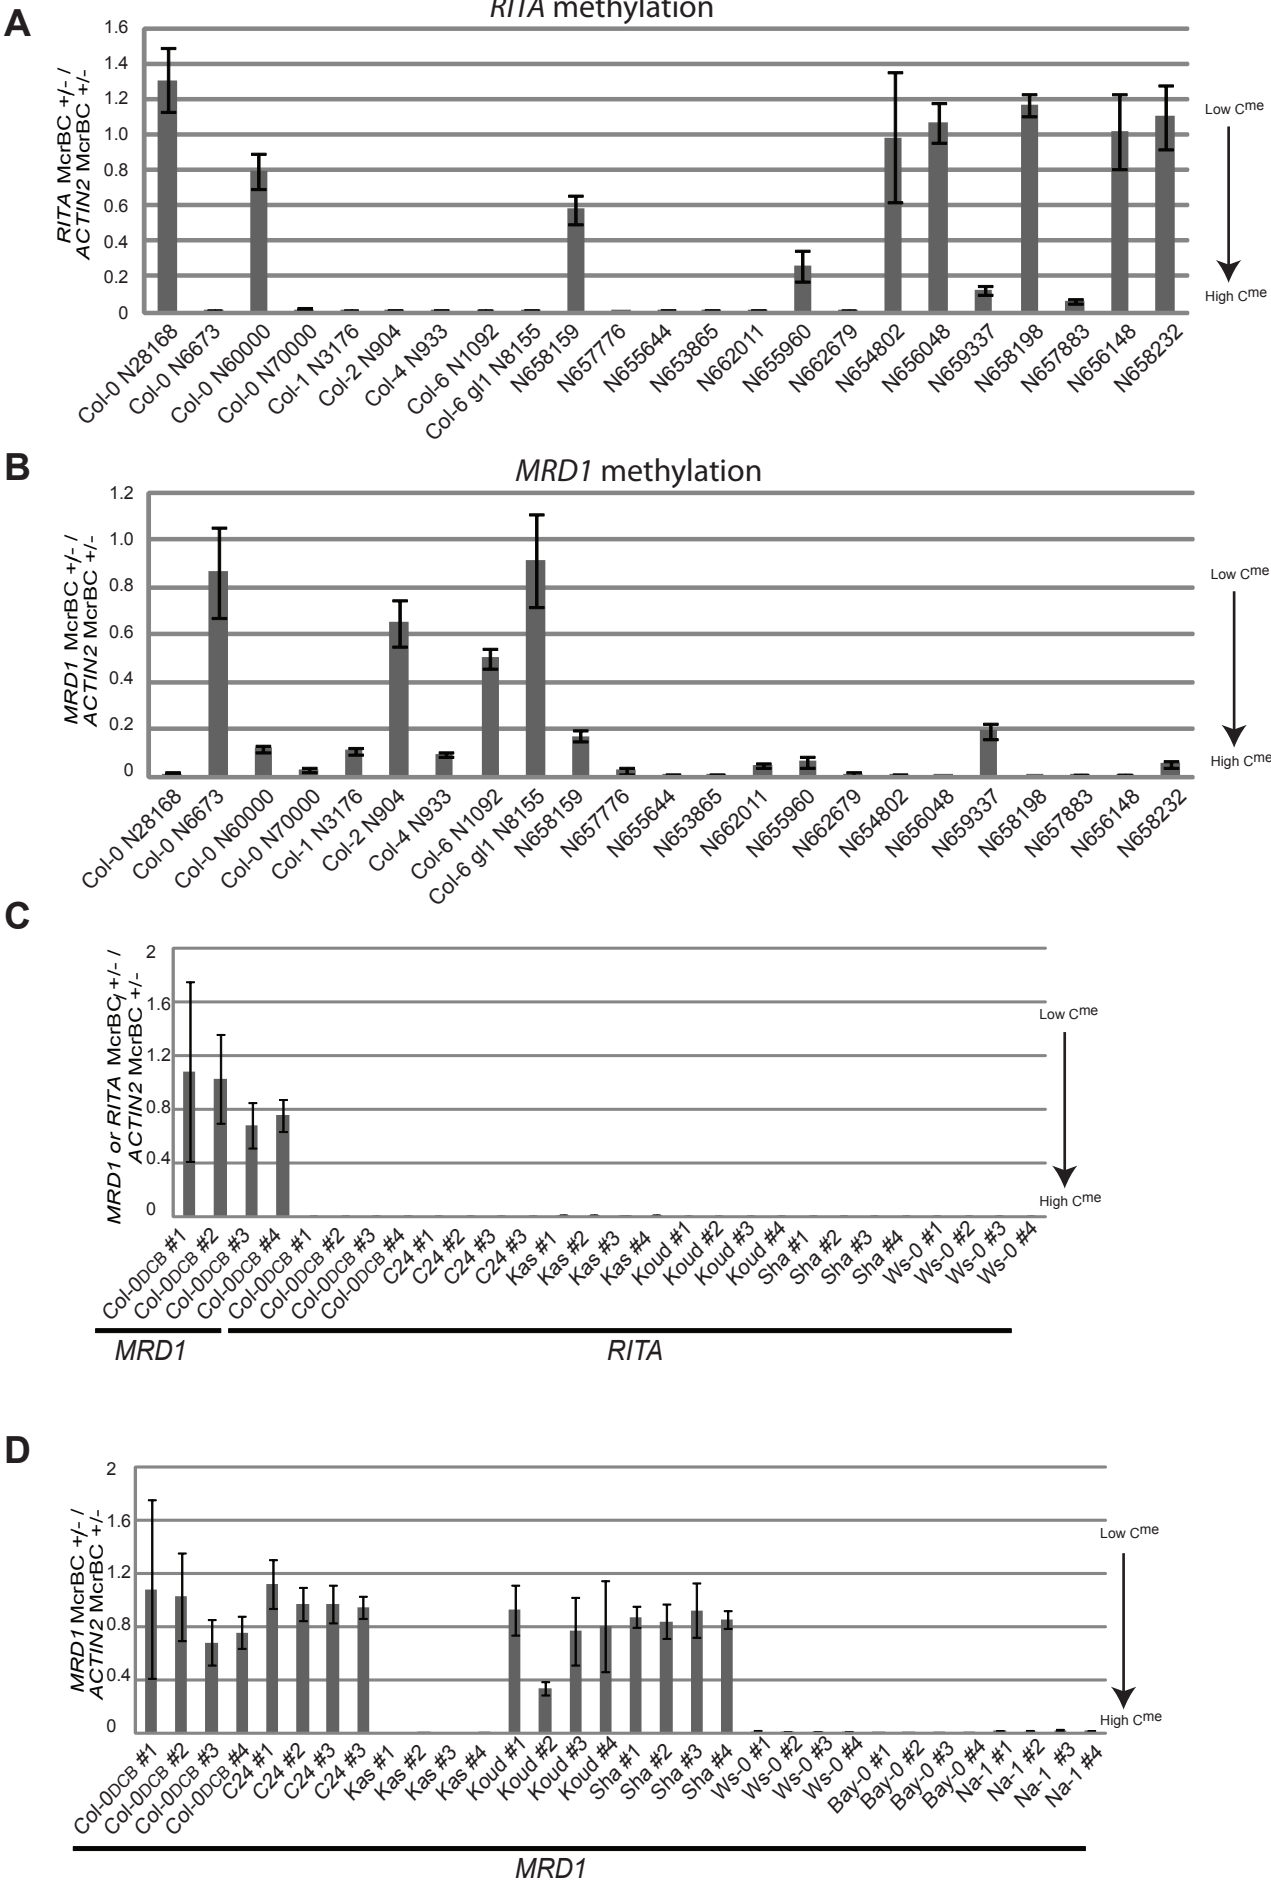 A
RITA methylation
RITA McrBC +/- /
ACTIN2 McrBC +/-
1.6
1.4
1.2
1.0
0.8
0.6
0.4
0.2
0
Low Cme
High Cme
Col-0 N28168
Col-0 N6673
Col-0 N60000
Col-0 N70000
Col-1 N3176
Col-2 N904
Col-4 N933
Col-6 N1092
Col-6 gl1 N8155
N658159
N657776
N655644
N653865
N662011
N655960
N662679
N654802
N656048
N659337
N658198
N657883
N656148
N658232
B
MRD1 methylation
MRD1 McrBC +/- /
ACTIN2 McrBC +/-
1.2
1.0
0.8
0.6
0.4
0.2
0
Low Cme
High Cme
Col-0 N28168
Col-0 N6673
Col-0 N60000
Col-0 N70000
Col-1 N3176
Col-2 N904
Col-4 N933
Col-6 N1092
Col-6 gl1 N8155
N658159
N657776
N655644
N653865
N662011
N655960
N662679
N654802
N656048
N659337
N658198
N657883
N656148
N658232
C
MRD1 or RITA McrBC +/- /
ACTIN2 McrBC +/-
2
1.6
1.2
0.8
0.4
0
Low Cme
High Cme
Col-0DCB #1
Col-0DCB #2
Col-0DCB #3
Col-0DCB #4
Col-0DCB #1
Col-0DCB #2
Col-0DCB #3
Col-0DCB #4
C24 #1
C24 #2
C24 #3
C24 #3
Kas #1
Kas #2
Kas #3
Kas #4
Koud #1
Koud #2
Koud #3
Koud #4
Sha #1
Sha #2
Sha #3
Sha #4
Ws-0 #1
Ws-0 #2
Ws-0 #3
Ws-0 #4
MRD1
RITA
D
MRD1 McrBC +/- /
ACTIN2 McrBC +/-
2
1.6
1.2
0.8
0.4
0
Low Cme
High Cme
Col-0DCB #1
Col-0DCB #2
Col-0DCB #3
Col-0DCB #4
C24 #1
C24 #2
C24 #3
C24 #3
Kas #1
Kas #2
Kas #3
Kas #4
Koud #1
Koud #2
Koud #3
Koud #4
Sha #1
Sha #2
Sha #3
Sha #4
Ws-0 #1
Ws-0 #2
Ws-0 #3
Ws-0 #4
Bay-0 #1
Bay-0 #2
Bay-0 #3
Bay-0 #4
Na-1 #1
Na-1 #2
Na-1 #3
Na-1 #4
MRD1